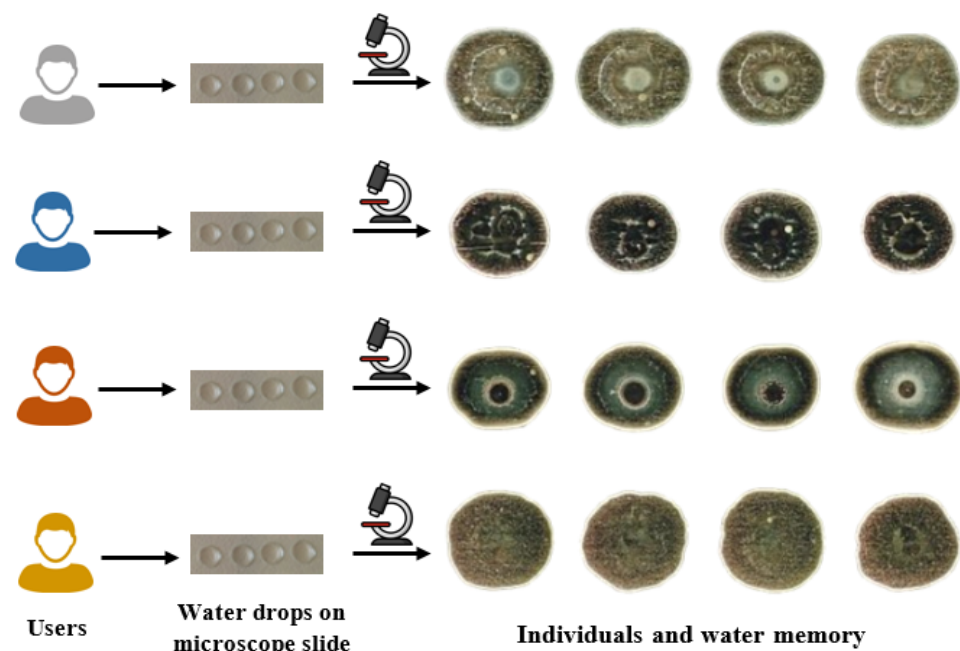 Users
Water drops on
microscope slide
Individuals and water memory